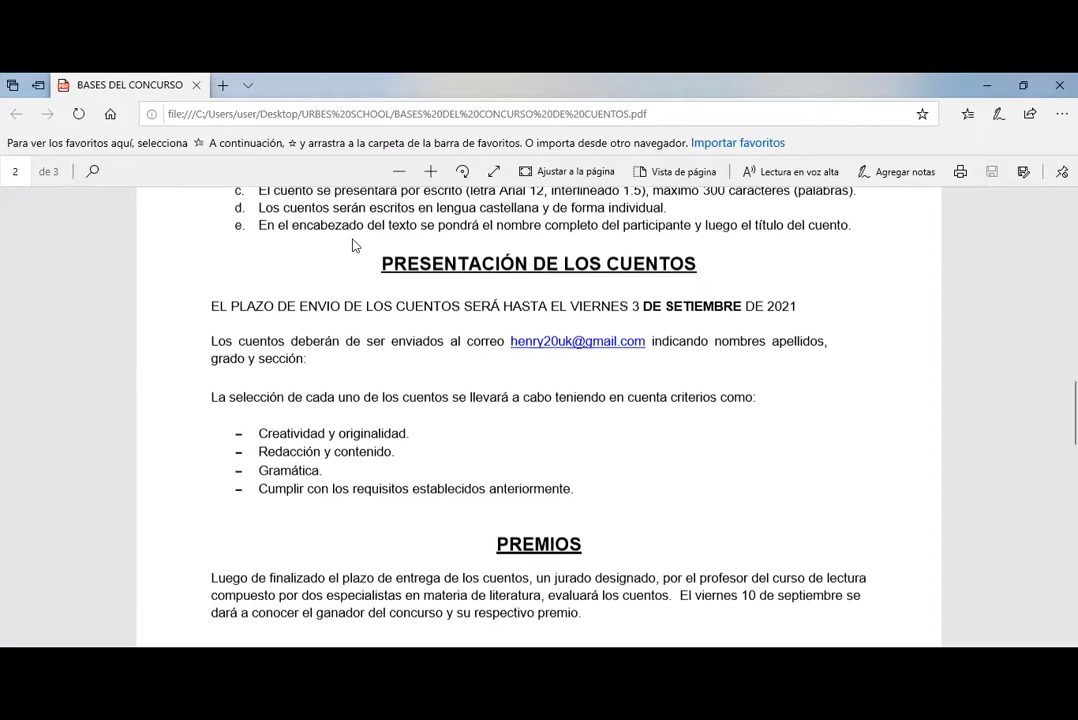 BASES DEL CONCURSO
file:///C:/Users/user/Desktop/URBES%20SCHOOL/BASES%20DEL%20CONCURSO%20DE%20CUENTOS.pdf
Para ver los favoritos aquí, selecciona ☆ A continuación, ☆ y arrastra a la carpeta de la barra de favoritos. O importa desde otro navegador. Importar favoritos
2 de 3 Ajustar a la página Vista de página Lectura en voz alta Agregar notas
c. El cuento se presentará por escrito (letra Arial 12, interlineado 1.5), máximo 300 caracteres (palabras).
d. Los cuentos serán escritos en lengua castellana y de forma individual.
e. En el encabezado del texto se pondrá el nombre completo del participante y luego el título del cuento.
PRESENTACIÓN DE LOS CUENTOS
EL PLAZO DE ENVIO DE LOS CUENTOS SERÁ HASTA EL VIERNES 3 DE SETIEMBRE DE 2021
Los cuentos deberán de ser enviados al correo henry20uk@gmail.com indicando nombres apellidos,
grado y sección:
La selección de cada uno de los cuentos se llevará a cabo teniendo en cuenta criterios como:
– Creatividad y originalidad.
– Redacción y contenido.
– Gramática.
– Cumplir con los requisitos establecidos anteriormente.
PREMIOS
Luego de finalizado el plazo de entrega de los cuentos, un jurado designado, por el profesor del curso de lectura
compuesto por dos especialistas en materia de literatura, evaluará los cuentos. El viernes 10 de septiembre se
dará a conocer el ganador del concurso y su respectivo premio.